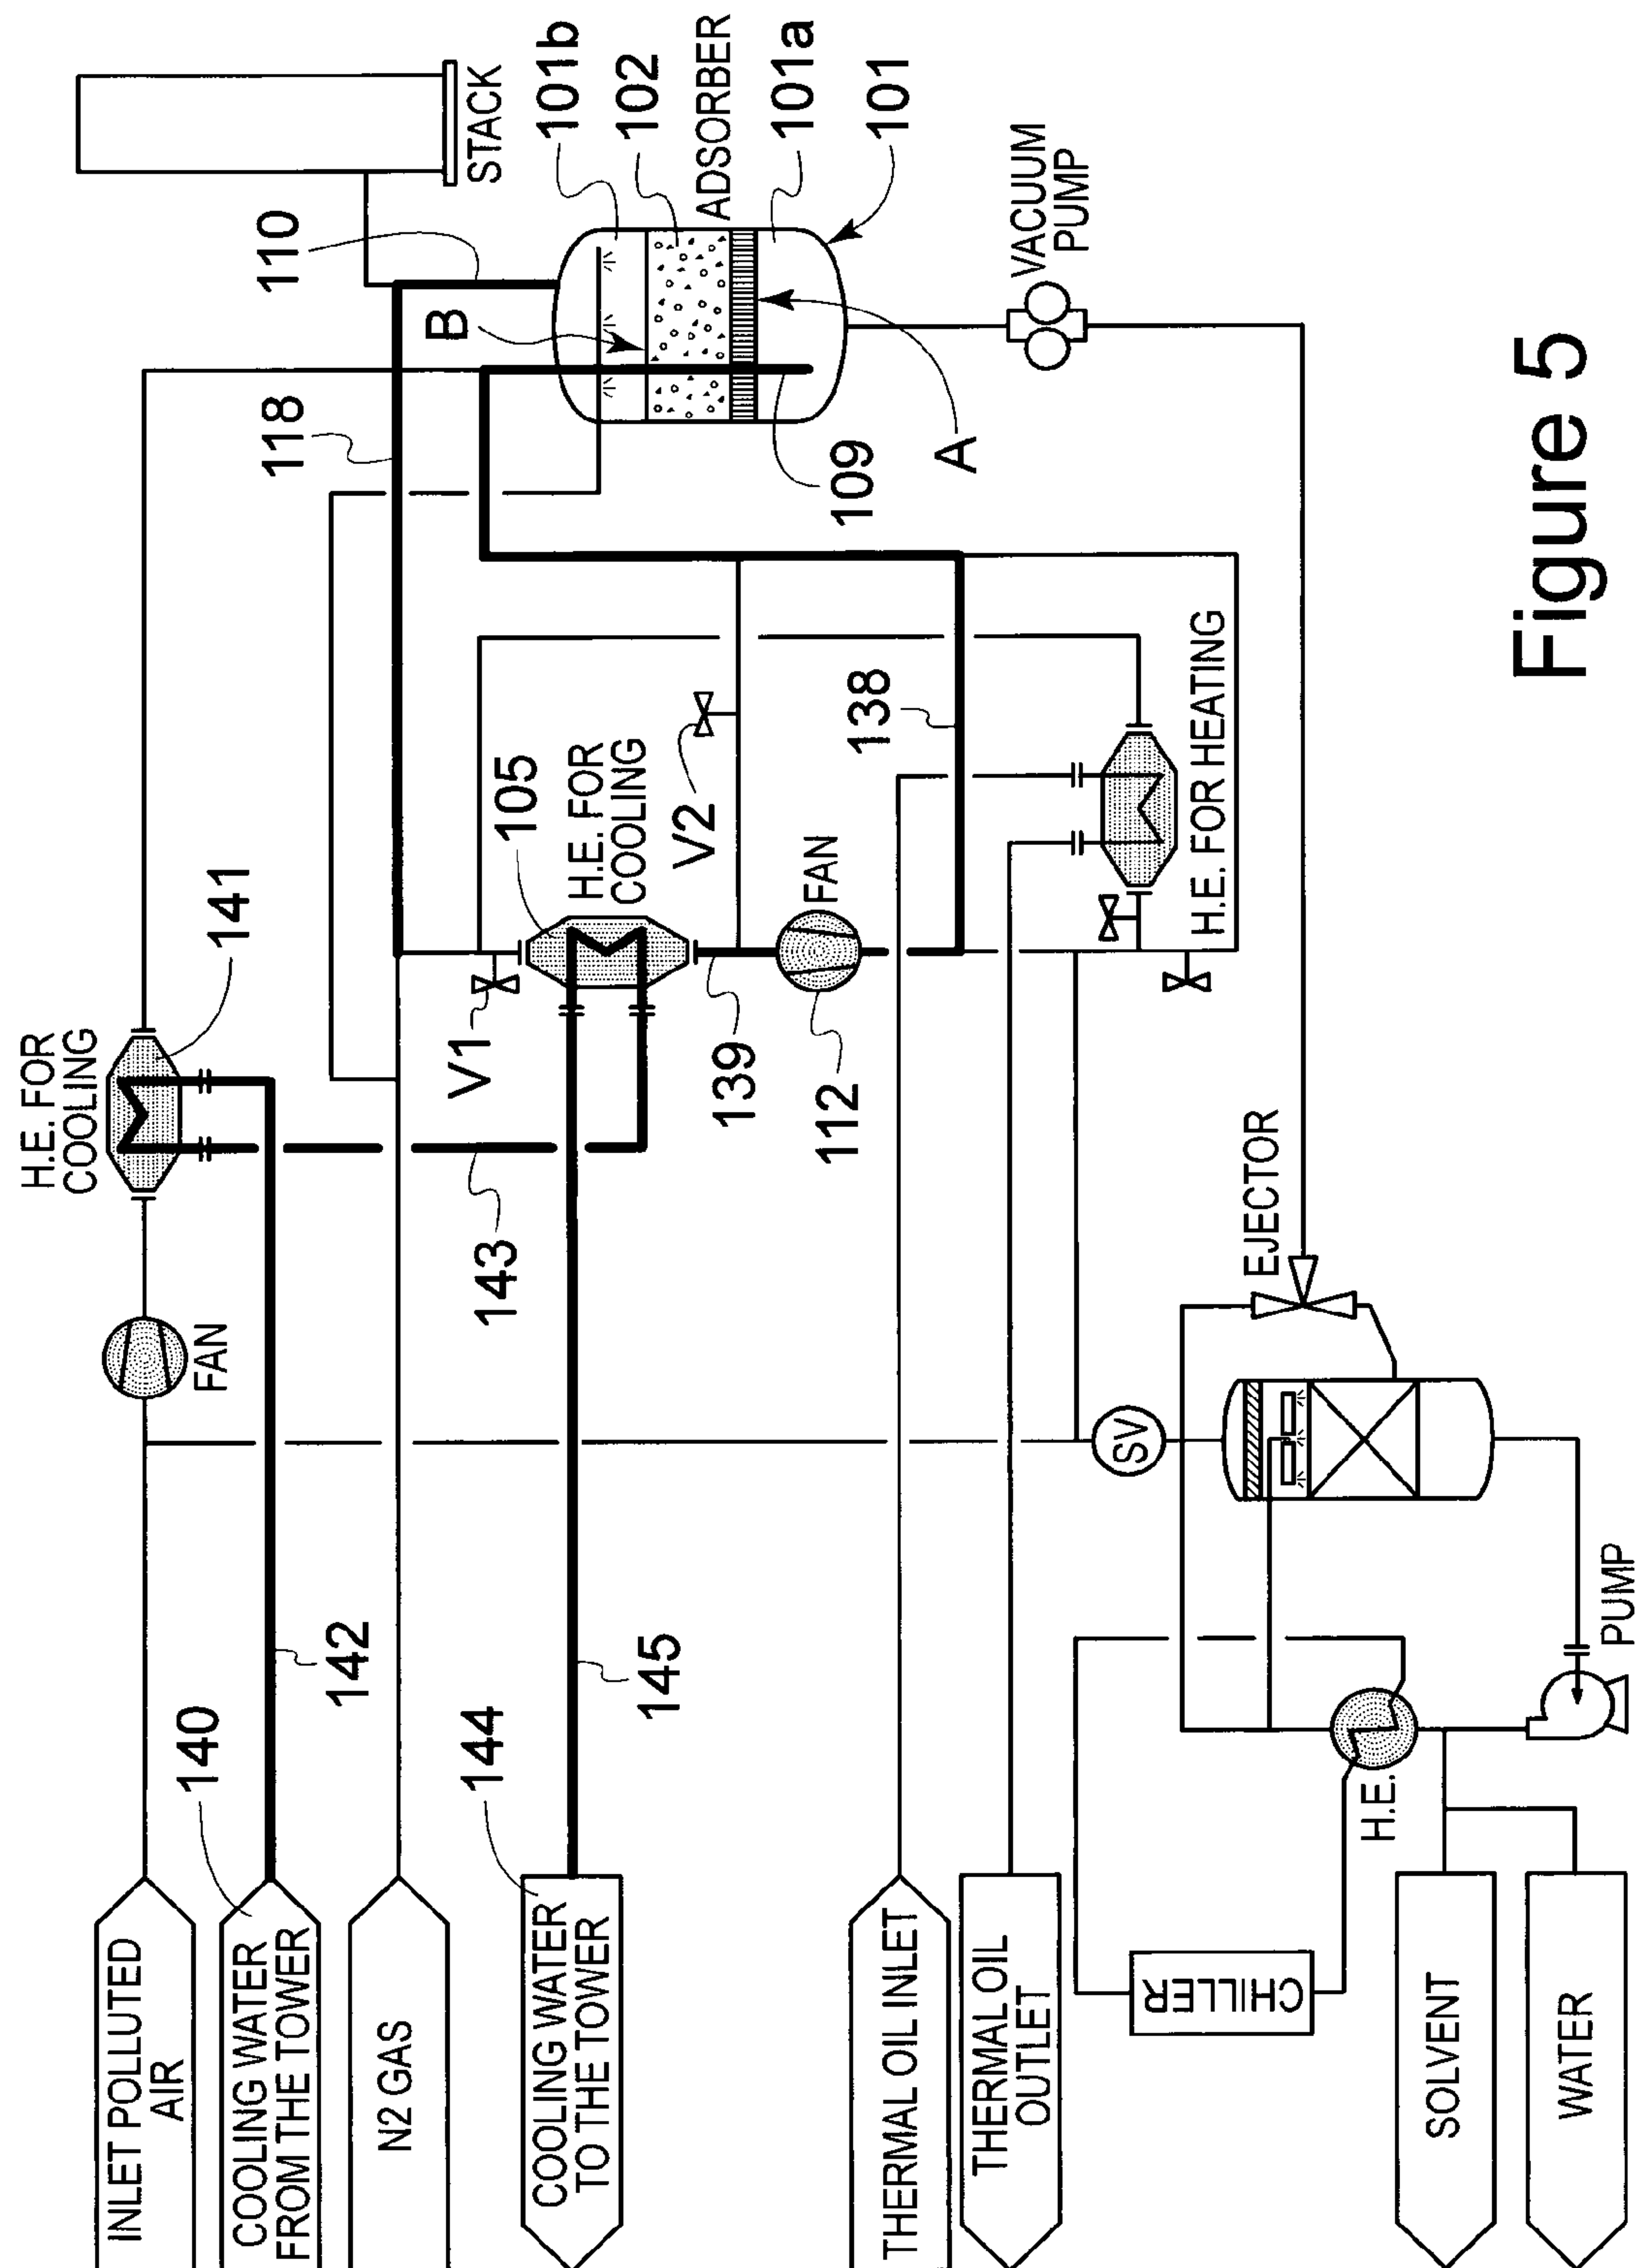 INLET POLLUTED
AIR
140
COOLING WATER
FROM THE TOWER
142
N2 GAS
144
COOLING WATER
TO THE TOWER
145
THERMAL OIL INLET
THERMAL OIL
OUTLET
CHILLER
SOLVENT
WATER
H.E.
PUMP
FAN
H.E. FOR
COOLING
141
143
V1
105
H.E. FOR
COOLING
139
112
FAN
V2
138
H.E. FOR HEATING
SV
EJECTOR
118
110
B
STACK
101b
102
ADSORBER
101a
101
109
A
VACUUM
PUMP
Figure 5